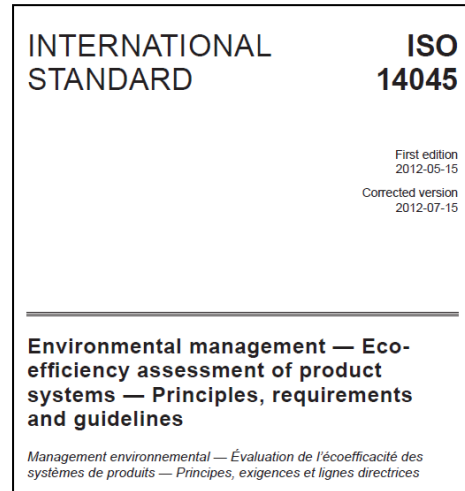 INTERNATIONAL
STANDARD
ISO
14045
First edition
2012-05-15
Corrected version
2012-07-15
Environmental management — Eco-
efficiency assessment of product
systems — Principles, requirements
and guidelines
Management environnemental — Évaluation de l'écoefficacité des
systèmes de produits — Principes, exigences et lignes directrices